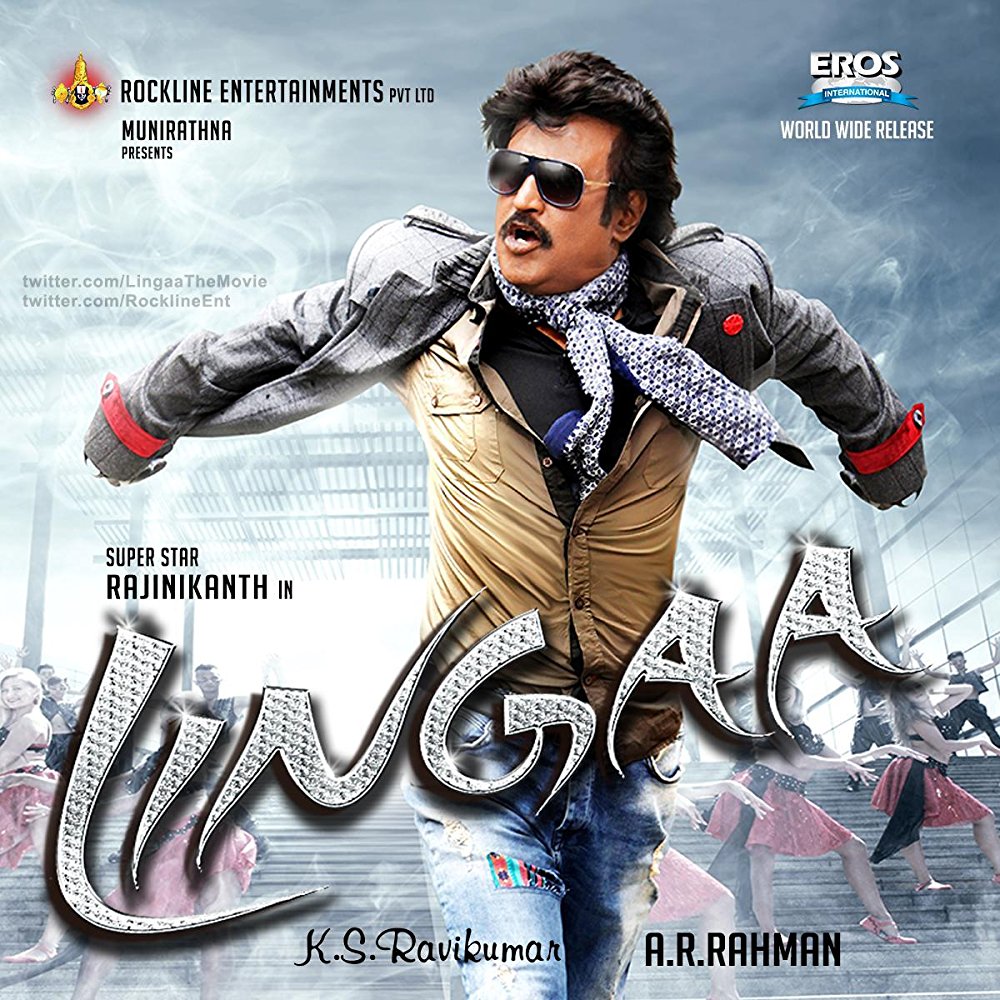 ROCKLINE ENTERTAINMENTS PVT LTD
MUNIRATHNA
PRESENTS
EROS
INTERNATIONAL
WORLD WIDE RELEASE
twitter.com/LingaaTheMovie
twitter.com/RocklineEnt
SUPER STAR
RAJINIKANTH IN
LINGAA
K.S.Ravikumar
A.R.RAHMAN